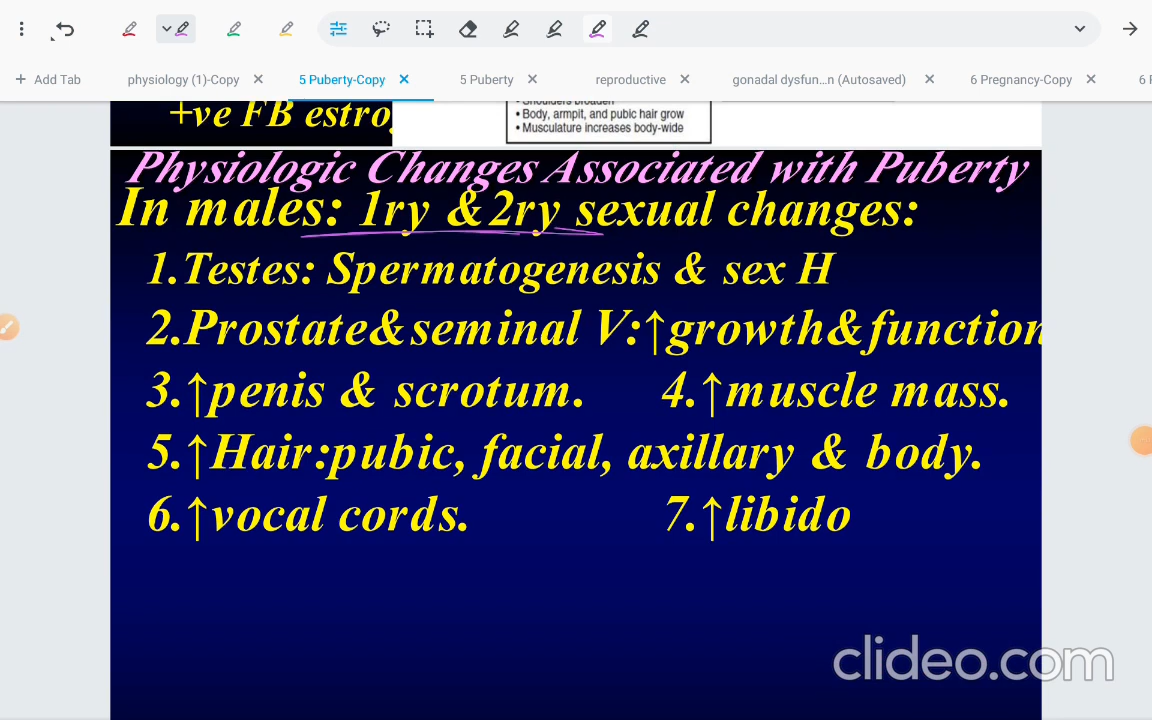 + Add Tab physiology (1)-Copy 5 Puberty-Copy 5 Puberty reproductive gonadal dysfun...n (Autosaved) 6 Pregnancy-Copy 6
+ve FB estro
• Shoulders broaden
• Body, armpit, and pubic hair grow
• Musculature increases body-wide
Physiologic Changes Associated with Puberty
In males: 1ry & 2ry sexual changes:
1.Testes: Spermatogenesis & sex H
2.Prostate&seminal V:↑growth&function
3.↑penis & scrotum. 4.↑muscle mass.
5.↑Hair:pubic, facial, axillary & body.
6.↑vocal cords. 7.↑libido
clideo.com